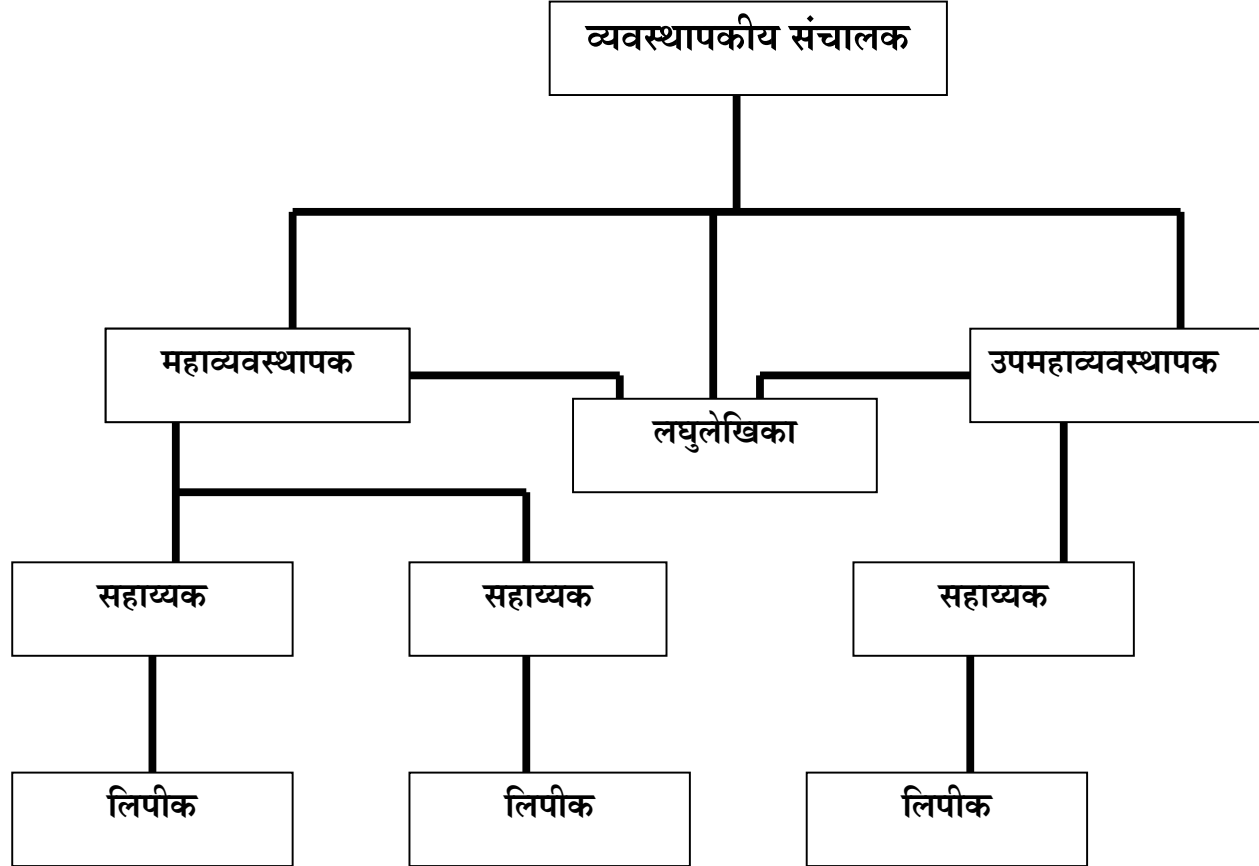 व्यवस्थापकीय संचालक
महाव्यवस्थापक
उपमहाव्यवस्थापक
लघुलेखिका
सहाय्यक
सहाय्यक
सहाय्यक
लिपीक
लिपीक
लिपीक